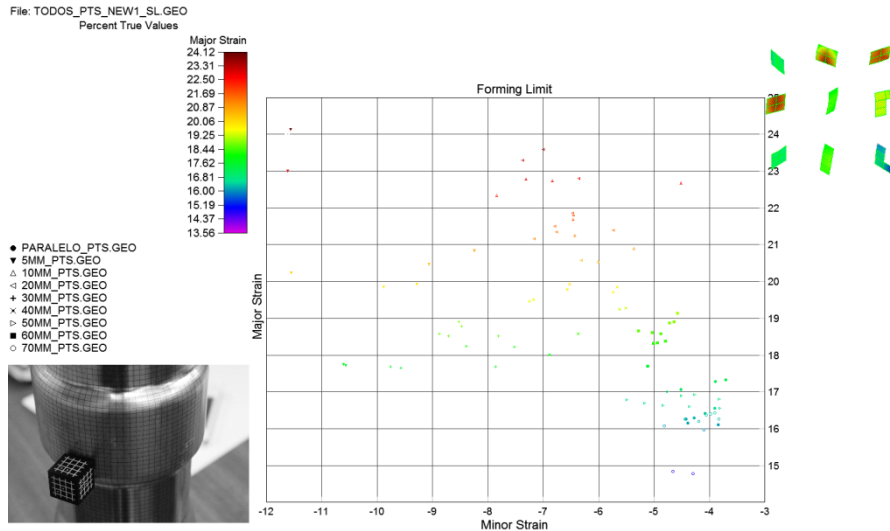 File: TODOS_PTS_NEW1_SL.GEO
Percent True Values
Major Strain
24.12
23.31
22.50
21.69
20.87
20.06
19.25
18.44
17.62
16.81
16.00
15.19
14.37
13.56
PARALELO_PTS.GEO
5MM_PTS.GEO
10MM_PTS.GEO
20MM_PTS.GEO
30MM_PTS.GEO
40MM_PTS.GEO
50MM_PTS.GEO
60MM_PTS.GEO
70MM_PTS.GEO
Forming Limit
25
24
23
22
21
20
19
18
17
16
15
Major Strain
-12
-11
-10
-9
-8
-7
-6
-5
-4
-3
Minor Strain